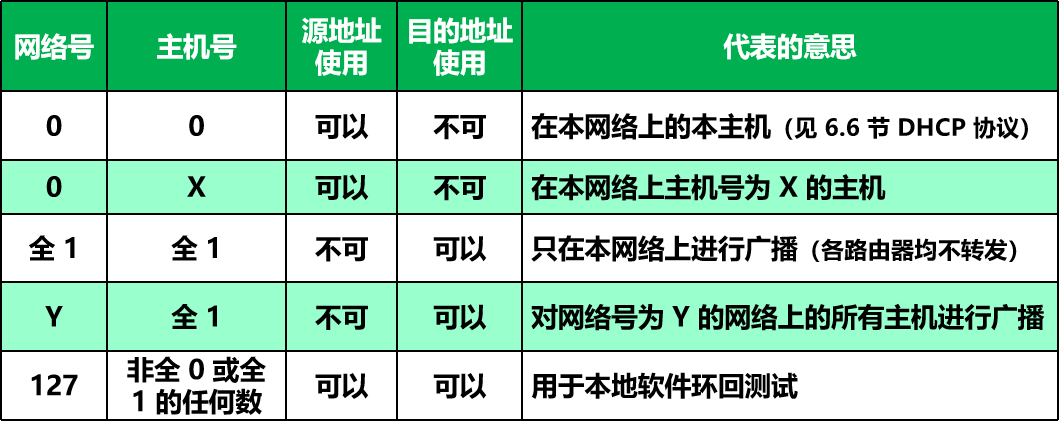 网络号 主机号 源地址使用 目的地址使用 代表的意思
0 0 可以 不可 在本网络上的本主机（见 6.6 节 DHCP 协议）
0 X 可以 不可 在本网络上主机号为 X 的主机
全 1 全 1 不可 可以 只在本网络上进行广播（各路由器均不转发）
Y 全 1 不可 可以 对网络号为 Y 的网络上的所有主机进行广播
127 非全 0 或全 1 的任何数 可以 可以 用于本地软件环回测试